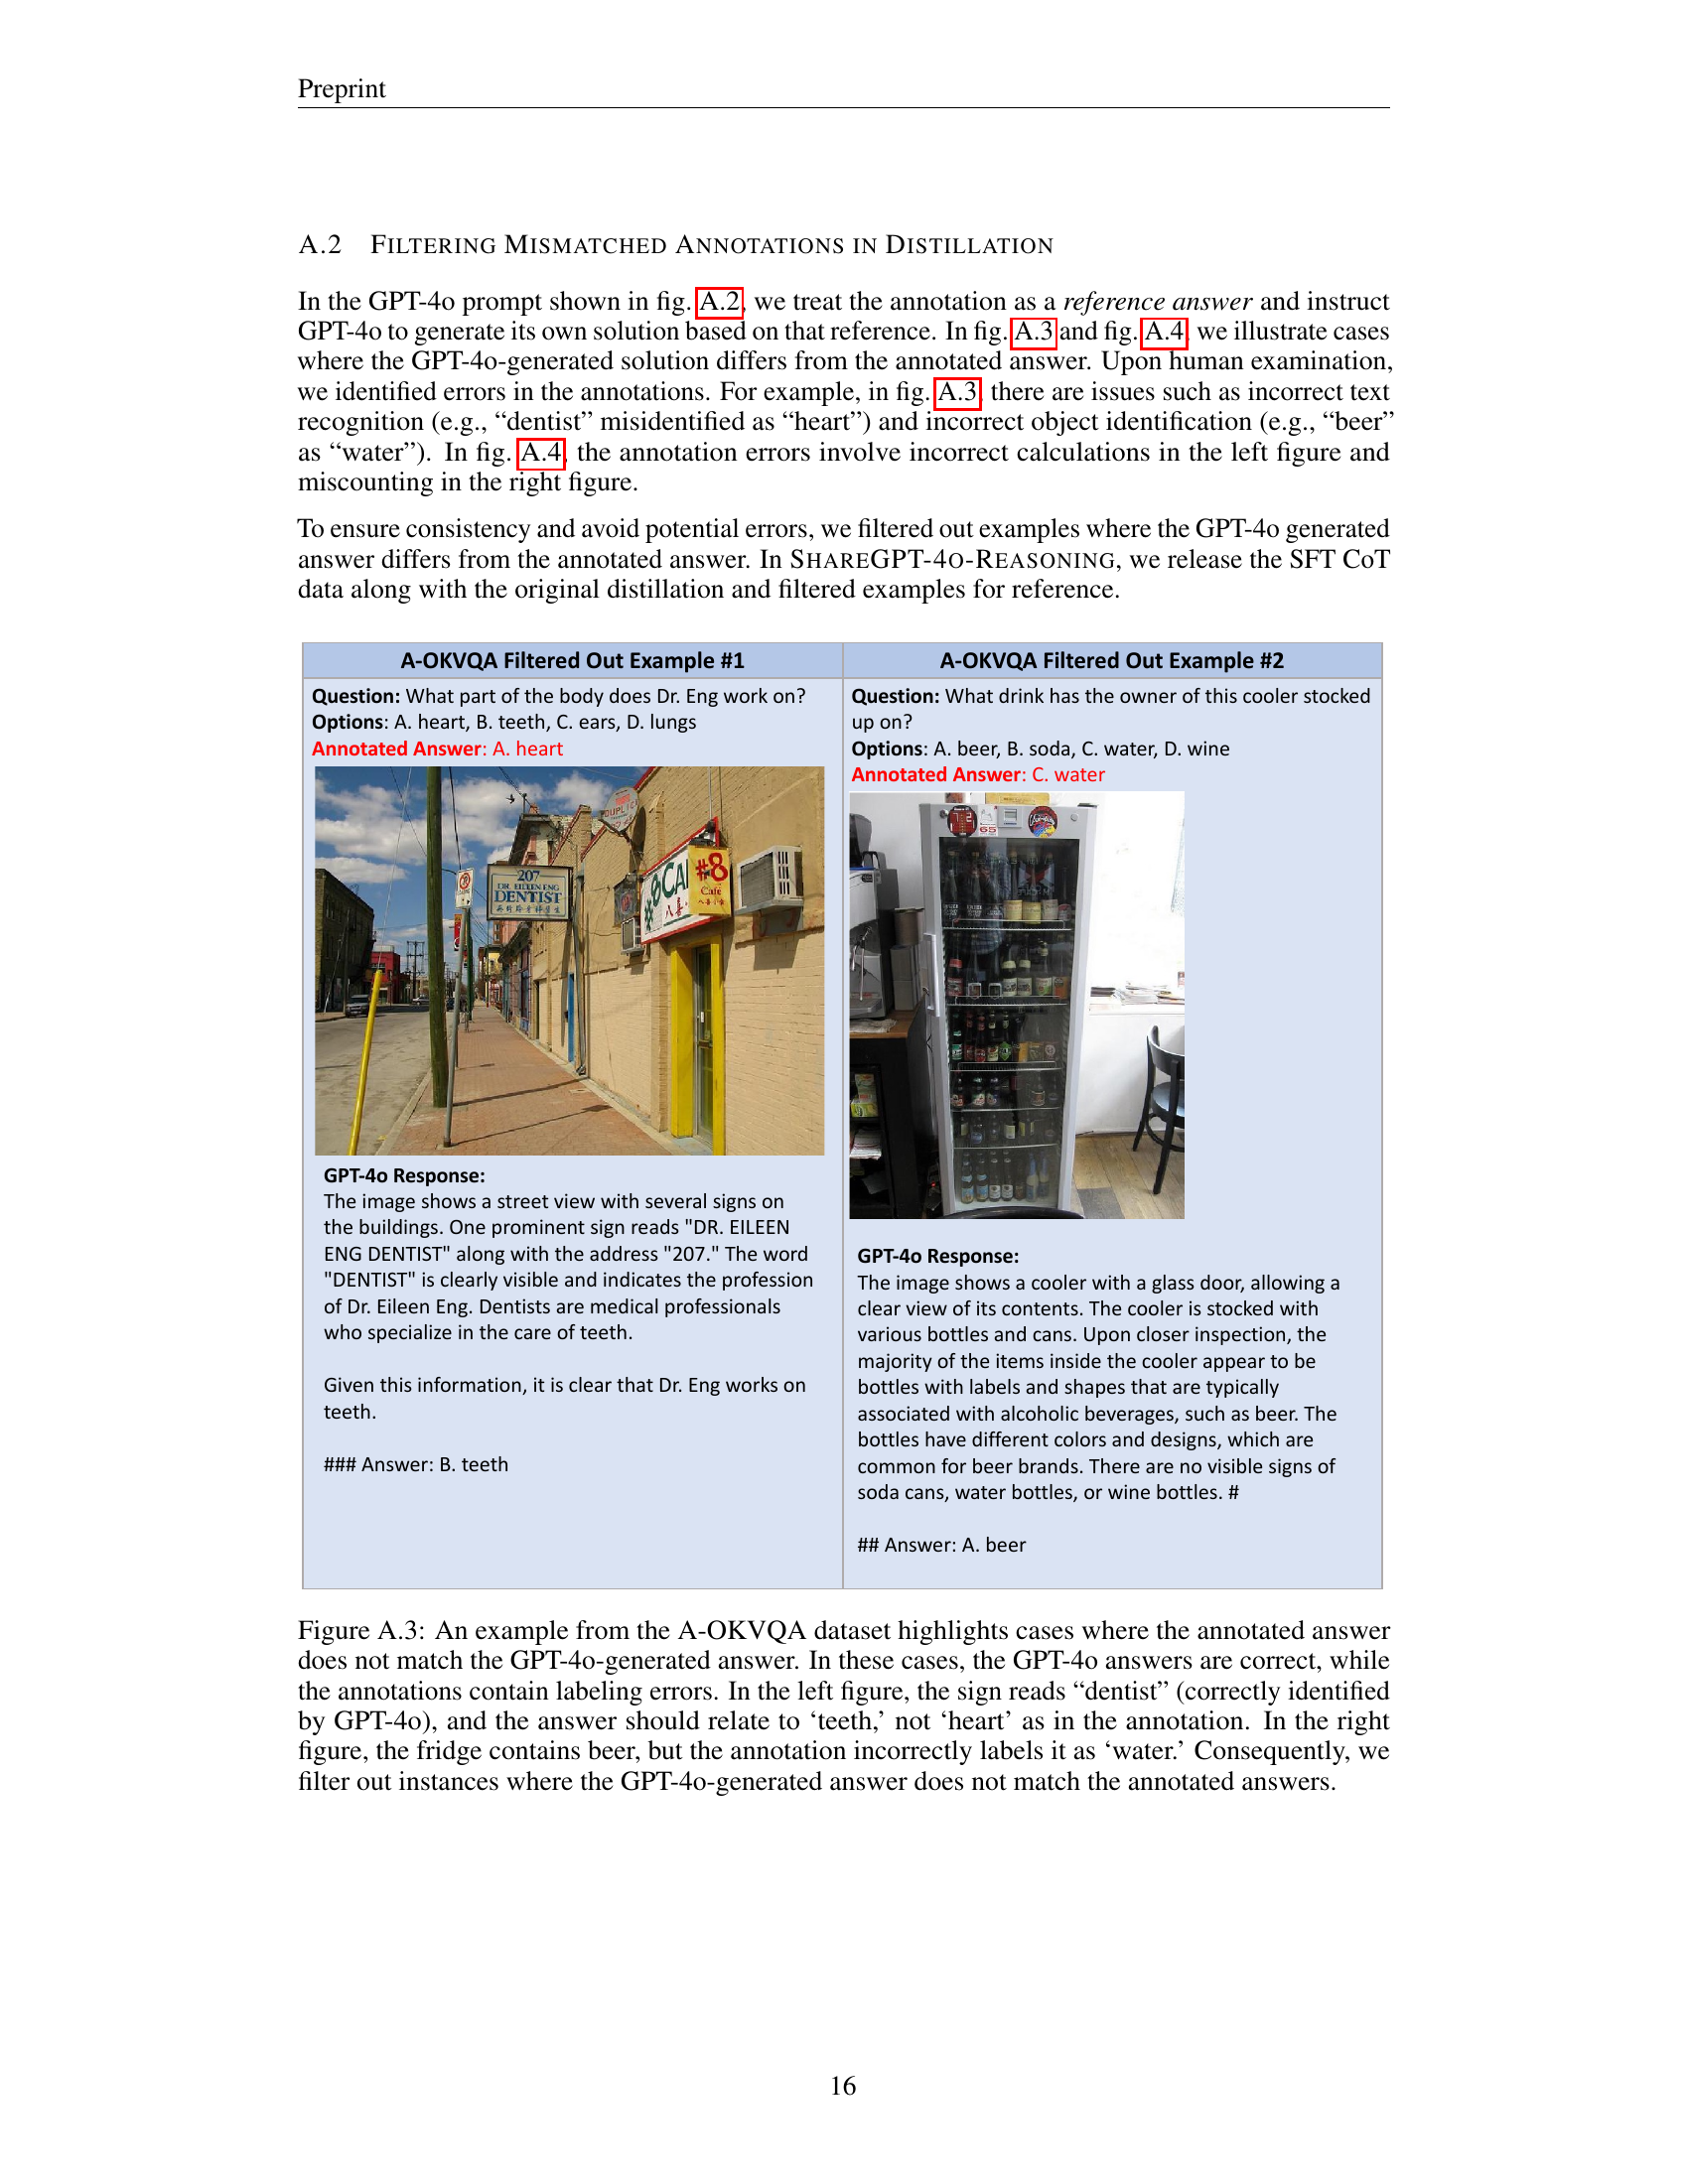 Preprint
A.2 FILTERING MISMATCHED ANNOTATIONS IN DISTILLATION
In the GPT-4o prompt shown in fig. A.2, we treat the annotation as a reference answer and instruct
GPT-4o to generate its own solution based on that reference. In fig. A.3 and fig. A.4, we illustrate cases
where the GPT-4o-generated solution differs from the annotated answer. Upon human examination,
we identified errors in the annotations. For example, in fig. A.3, there are issues such as incorrect text
recognition (e.g., “dentist” misidentified as “heart”) and incorrect object identification (e.g., “beer”
as “water”). In fig. A.4, the annotation errors involve incorrect calculations in the left figure and
miscounting in the right figure.
To ensure consistency and avoid potential errors, we filtered out examples where the GPT-4o generated
answer differs from the annotated answer. In SHAREGPT-4O-REASONING, we release the SFT CoT
data along with the original distillation and filtered examples for reference.
A-OKVQA Filtered Out Example #1
Question: What part of the body does Dr. Eng work on?
Options: A. heart, B. teeth, C. ears, D. lungs
Annotated Answer: A. heart
207
DR. EILEEN ENG
DENTIST
#8
Café
#8CA
GPT-4o Response:
The image shows a street view with several signs on
the buildings. One prominent sign reads "DR. EILEEN
ENG DENTIST" along with the address "207." The word
"DENTIST" is clearly visible and indicates the profession
of Dr. Eileen Eng. Dentists are medical professionals
who specialize in the care of teeth.
Given this information, it is clear that Dr. Eng works on
teeth.
### Answer: B. teeth
A-OKVQA Filtered Out Example #2
Question: What drink has the owner of this cooler stocked
up on?
Options: A. beer, B. soda, C. water, D. wine
Annotated Answer: C. water
65
GPT-4o Response:
The image shows a cooler with a glass door, allowing a
clear view of its contents. The cooler is stocked with
various bottles and cans. Upon closer inspection, the
majority of the items inside the cooler appear to be
bottles with labels and shapes that are typically
associated with alcoholic beverages, such as beer. The
bottles have different colors and designs, which are
common for beer brands. There are no visible signs of
soda cans, water bottles, or wine bottles. #
## Answer: A. beer
Figure A.3: An example from the A-OKVQA dataset highlights cases where the annotated answer
does not match the GPT-4o-generated answer. In these cases, the GPT-4o answers are correct, while
the annotations contain labeling errors. In the left figure, the sign reads “dentist” (correctly identified
by GPT-4o), and the answer should relate to ‘teeth,’ not ‘heart’ as in the annotation. In the right
figure, the fridge contains beer, but the annotation incorrectly labels it as ‘water.’ Consequently, we
filter out instances where the GPT-4o-generated answer does not match the annotated answers.
16